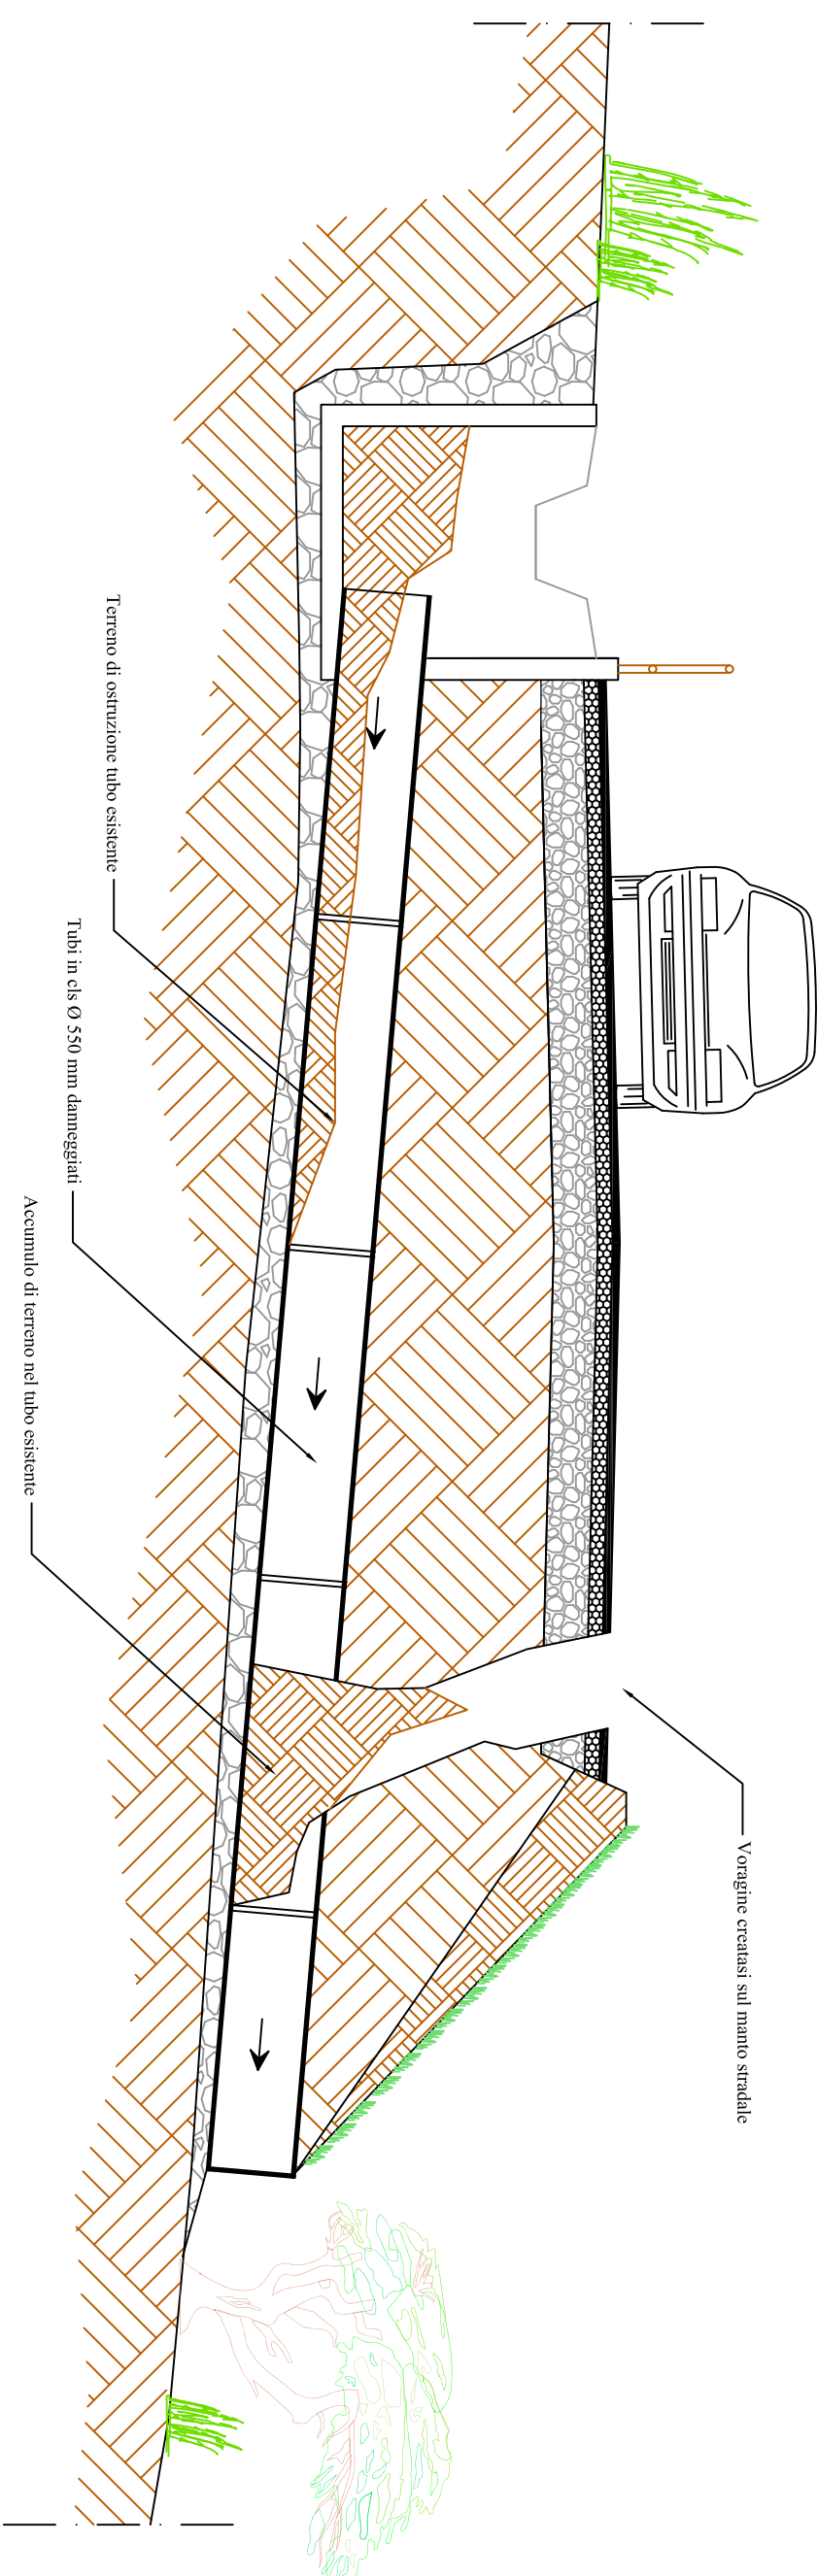 Voragine creatasi sul manto stradale
Terreno di ostruzione tubo esistente
Tubi in cls Ø 550 mm danneggiati
Accumulo di terreno nel tubo esistente